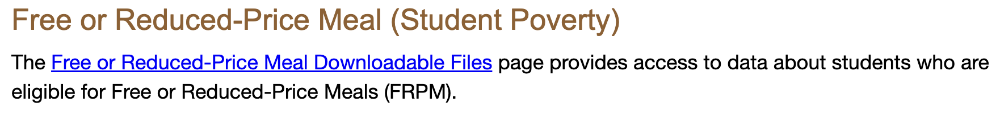 Free or Reduced-Price Meal (Student Poverty)
The Free or Reduced-Price Meal Downloadable Files page provides access to data about students who are
eligible for Free or Reduced-Price Meals (FRPM).